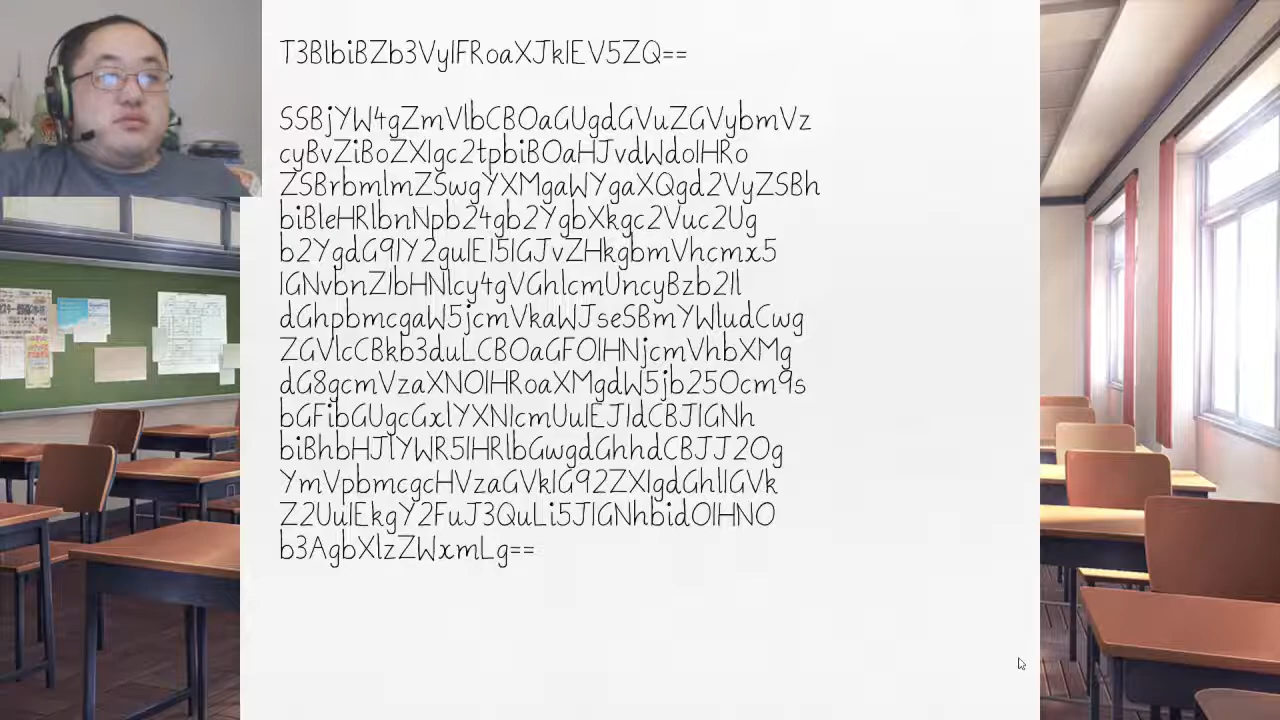 T3BlbiBZb3VyIFRoaXJkIEV5ZQ==
SSBjYW4gZmVlbCB0aGUgdGVuZGVybmVz
cyBvZiBoZXIgc2tpbiB0aHJvdWdoIHRo
ZSBrbmlmZSwgYXMgaWYgaXQgd2VyZSBh
biBleHRlbnNpb24gb2YgbXkgc2Vuc2Ug
b2YgdG91Y2guIE15IGJvZHkgbmVhcmx5
IGNvbnZ1bHNlcy4gVGhlcmUncyBzb21l
dGhpbmcgaW5jcmVkaWJseSBmYWludCwg
ZGVlcCBkb3duLCB0aGF0IHNjcmVhbXMg
dG8gcmVzaXN0IHRoaXMgdW5jb250cm9s
bGFibGUgcGxlYXN1cmUuIEJ1dCBJIGNh
biBhbHJlYWR5IHRlbGwgdGhhdCBJJ20g
YmVpbmcgcHVzaGVkIG92ZXIgdGhlIGVk
Z2UuIEkgY2FuJ3QuLi5JIGNhbid0IHN0
b3AgbXlzZWxmLg==